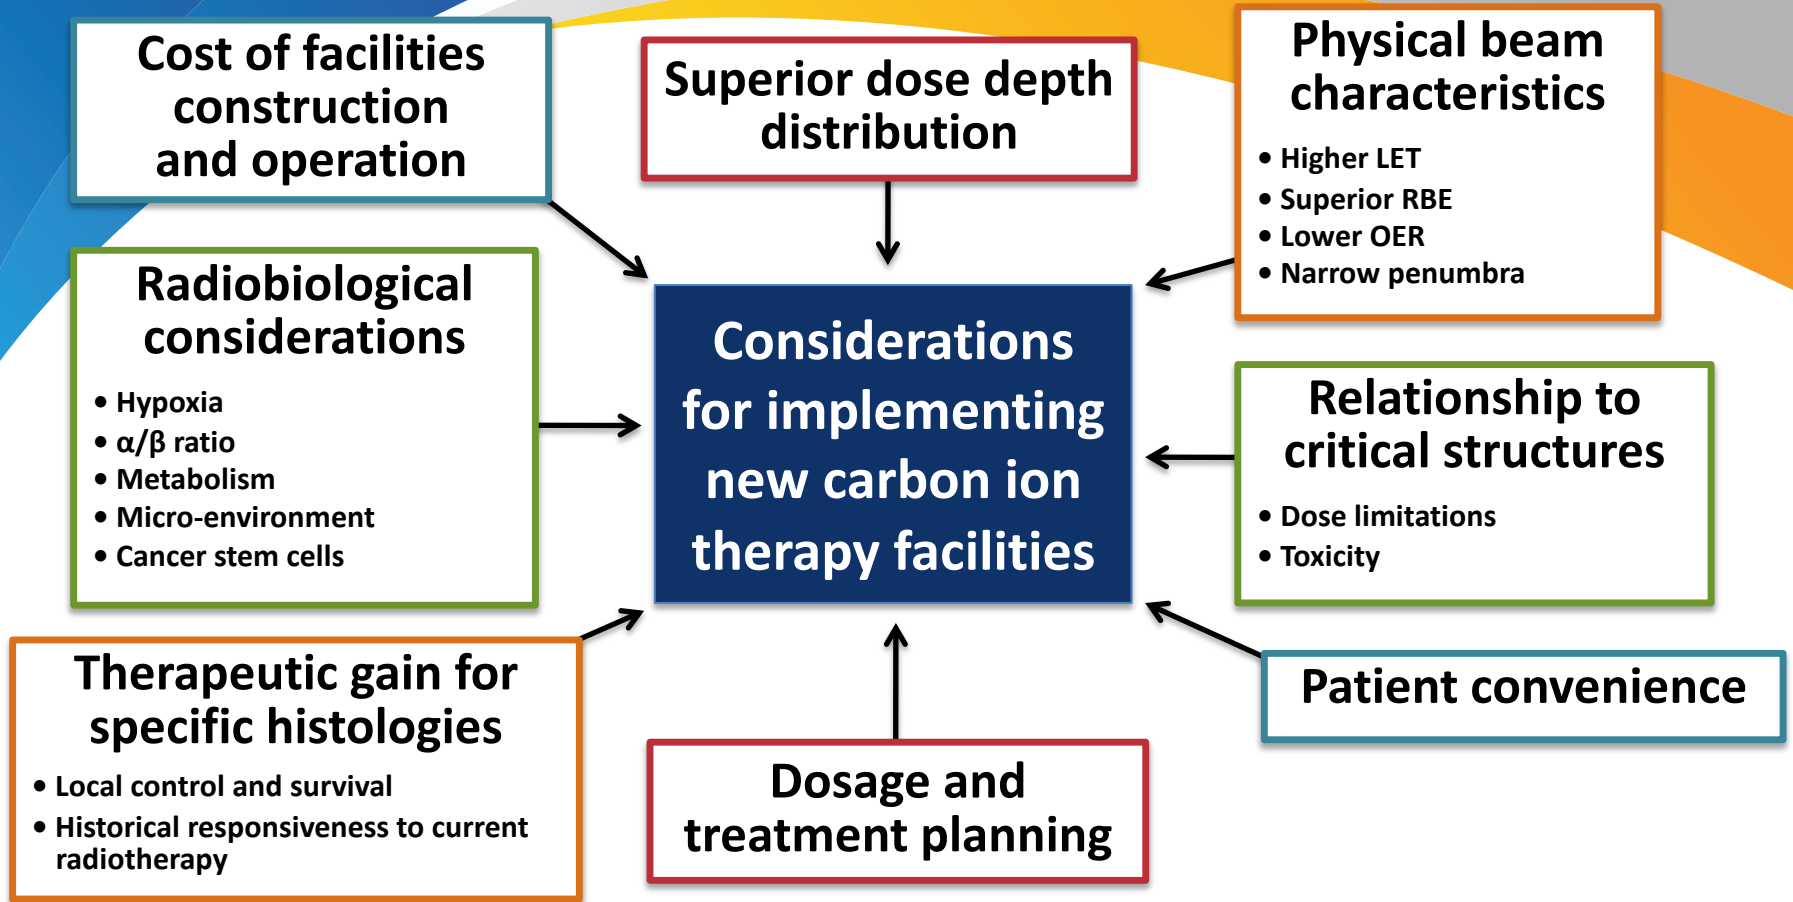 Cost of facilities
construction
and operation
Superior dose depth
distribution
Physical beam
characteristics
• Higher LET
• Superior RBE
• Lower OER
• Narrow penumbra
Radiobiological
considerations
• Hypoxia
• α/β ratio
• Metabolism
• Micro-environment
• Cancer stem cells
Considerations
for implementing
new carbon ion
therapy facilities
Relationship to
critical structures
• Dose limitations
• Toxicity
Therapeutic gain for
specific histologies
• Local control and survival
• Historical responsiveness to current
radiotherapy
Dosage and
treatment planning
Patient convenience